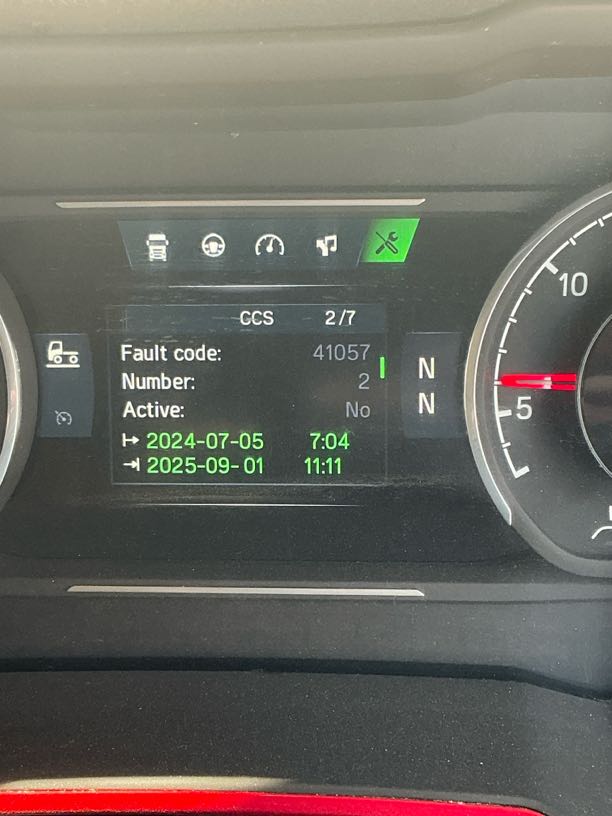 CCS 2/7
Fault code: 41057
Number: 2
Active: No
2024-07-05 7:04
2025-09-01 11:11
N
N
10
5